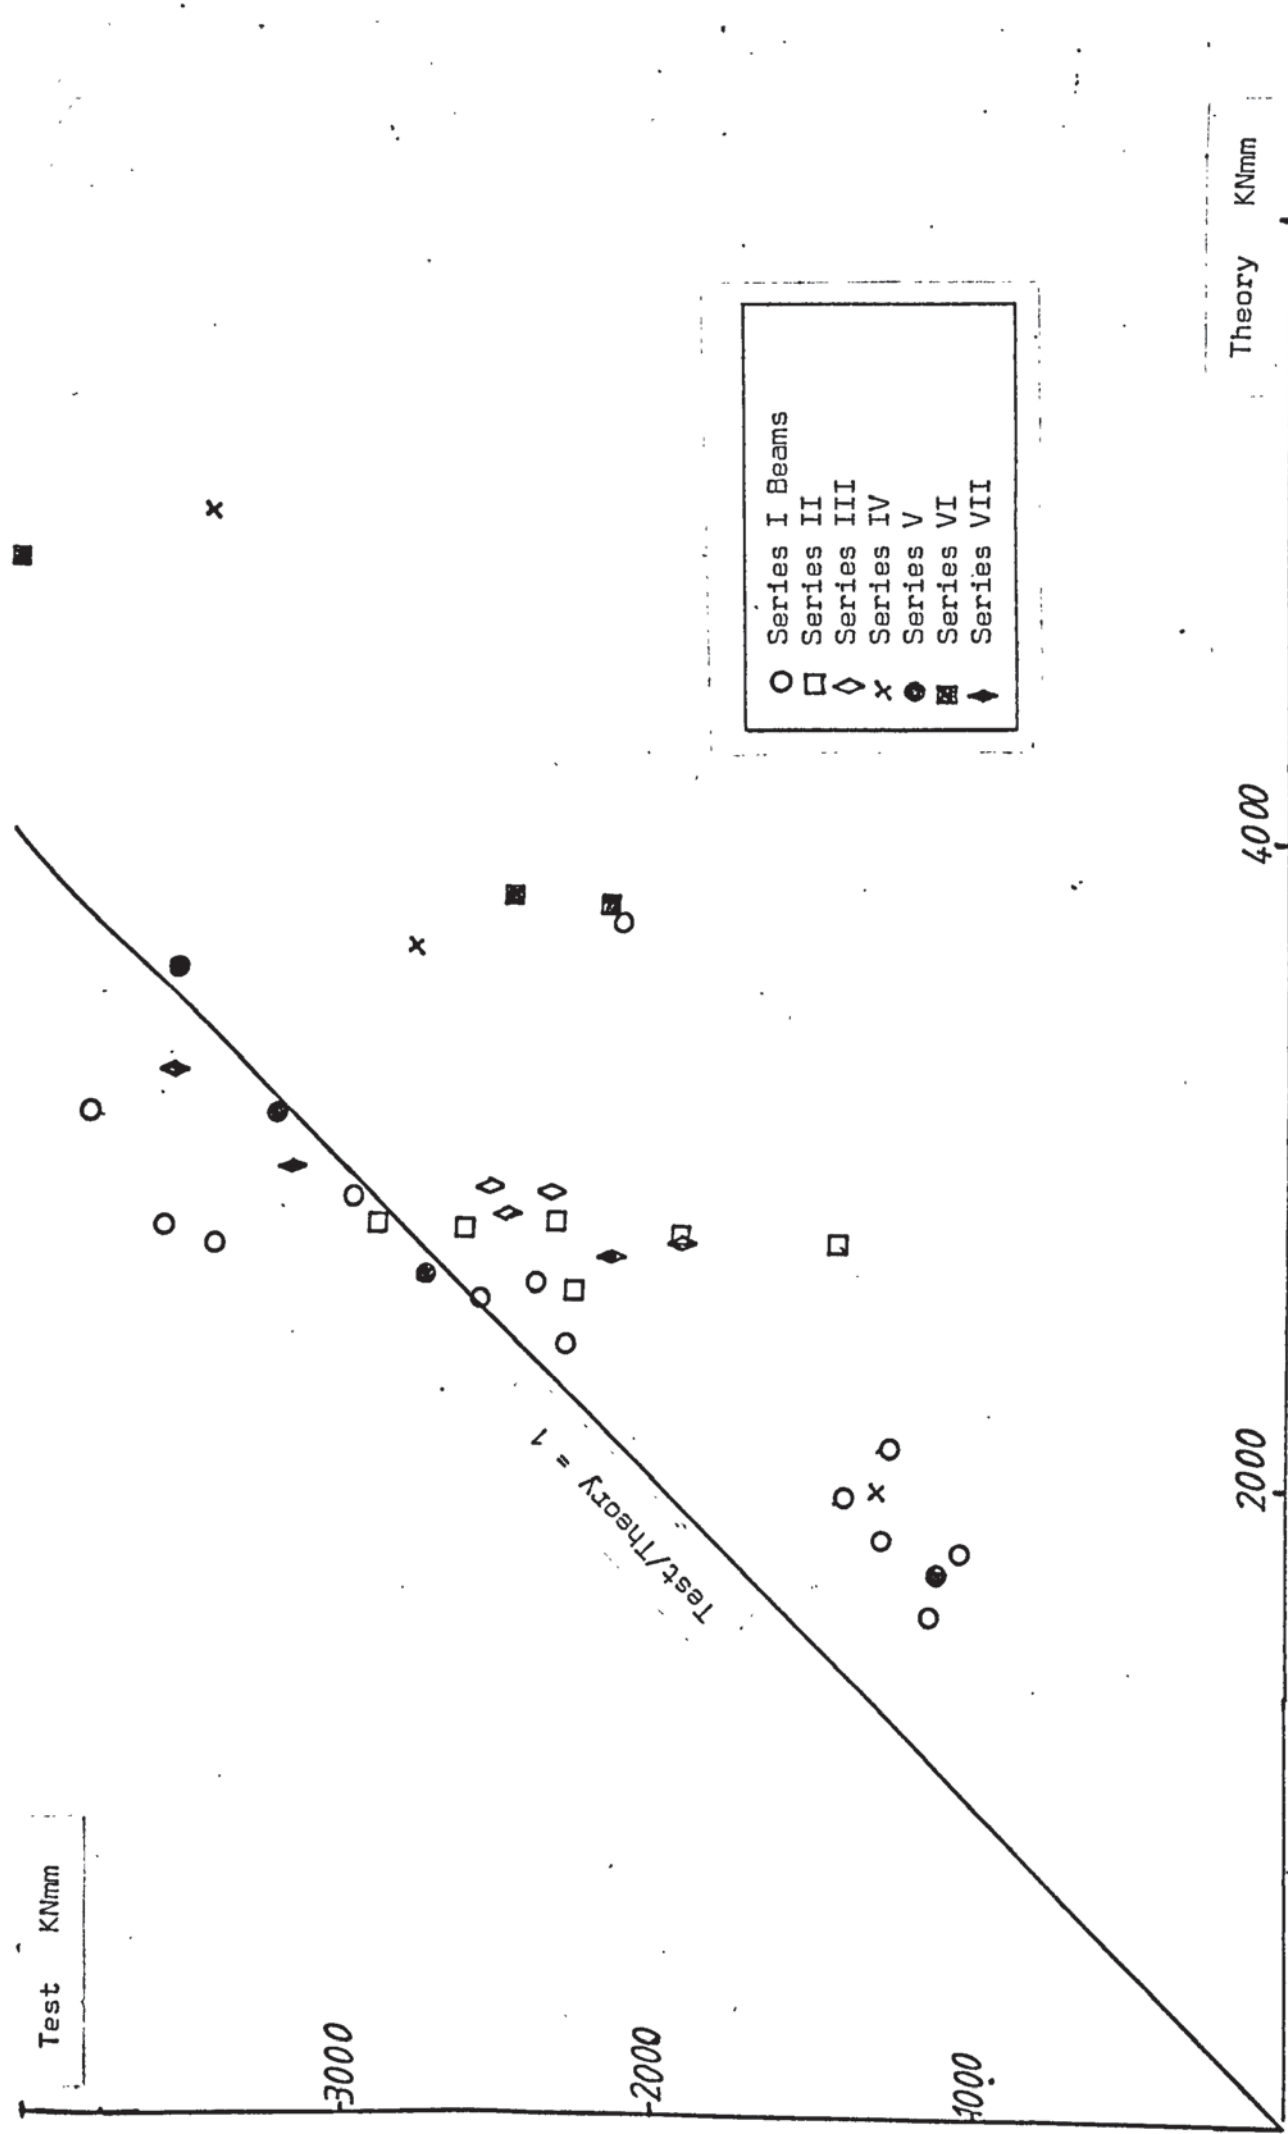 Test KNmm
3000
2000
1000
Test/Theory = 1
Series I Beams
Series II
Series III
Series IV
Series V
Series VI
Series VII
2000
4000
Theory KNmm